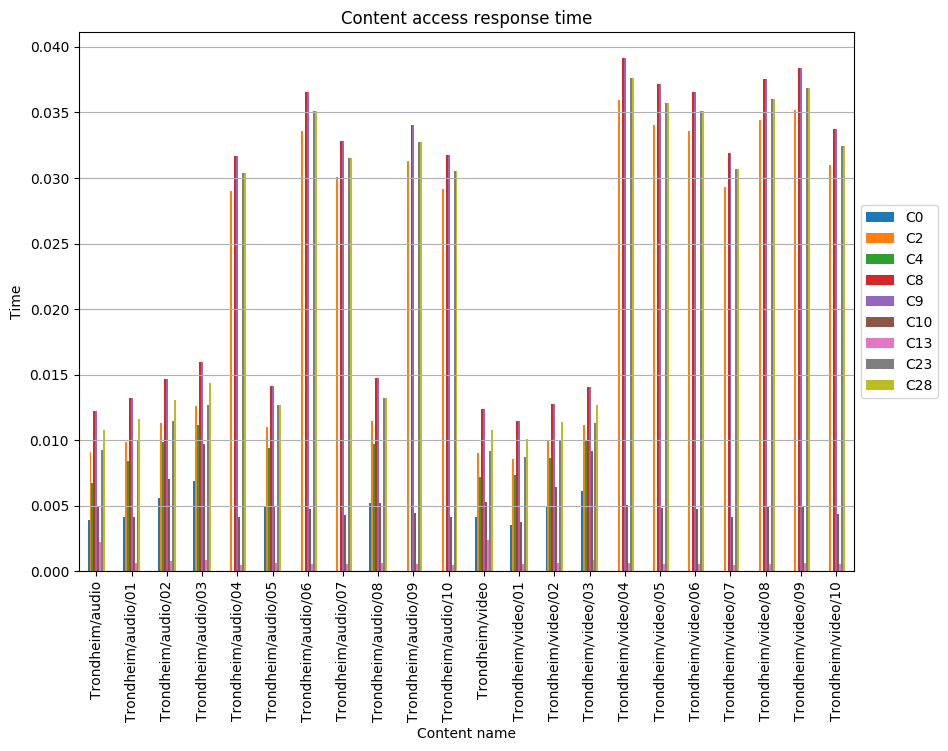 Content access response time
0.040
0.035
0.030
0.025
0.020
0.015
0.010
0.005
0.000
Time
C0
C2
C4
C8
C9
C10
C13
C23
C28
Trondheim/audio
Trondheim/audio/01
Trondheim/audio/02
Trondheim/audio/03
Trondheim/audio/04
Trondheim/audio/05
Trondheim/audio/06
Trondheim/audio/07
Trondheim/audio/08
Trondheim/audio/09
Trondheim/audio/10
Trondheim/video
Trondheim/video/01
Trondheim/video/02
Trondheim/video/03
Trondheim/video/04
Trondheim/video/05
Trondheim/video/06
Trondheim/video/07
Trondheim/video/08
Trondheim/video/09
Trondheim/video/10
Content name